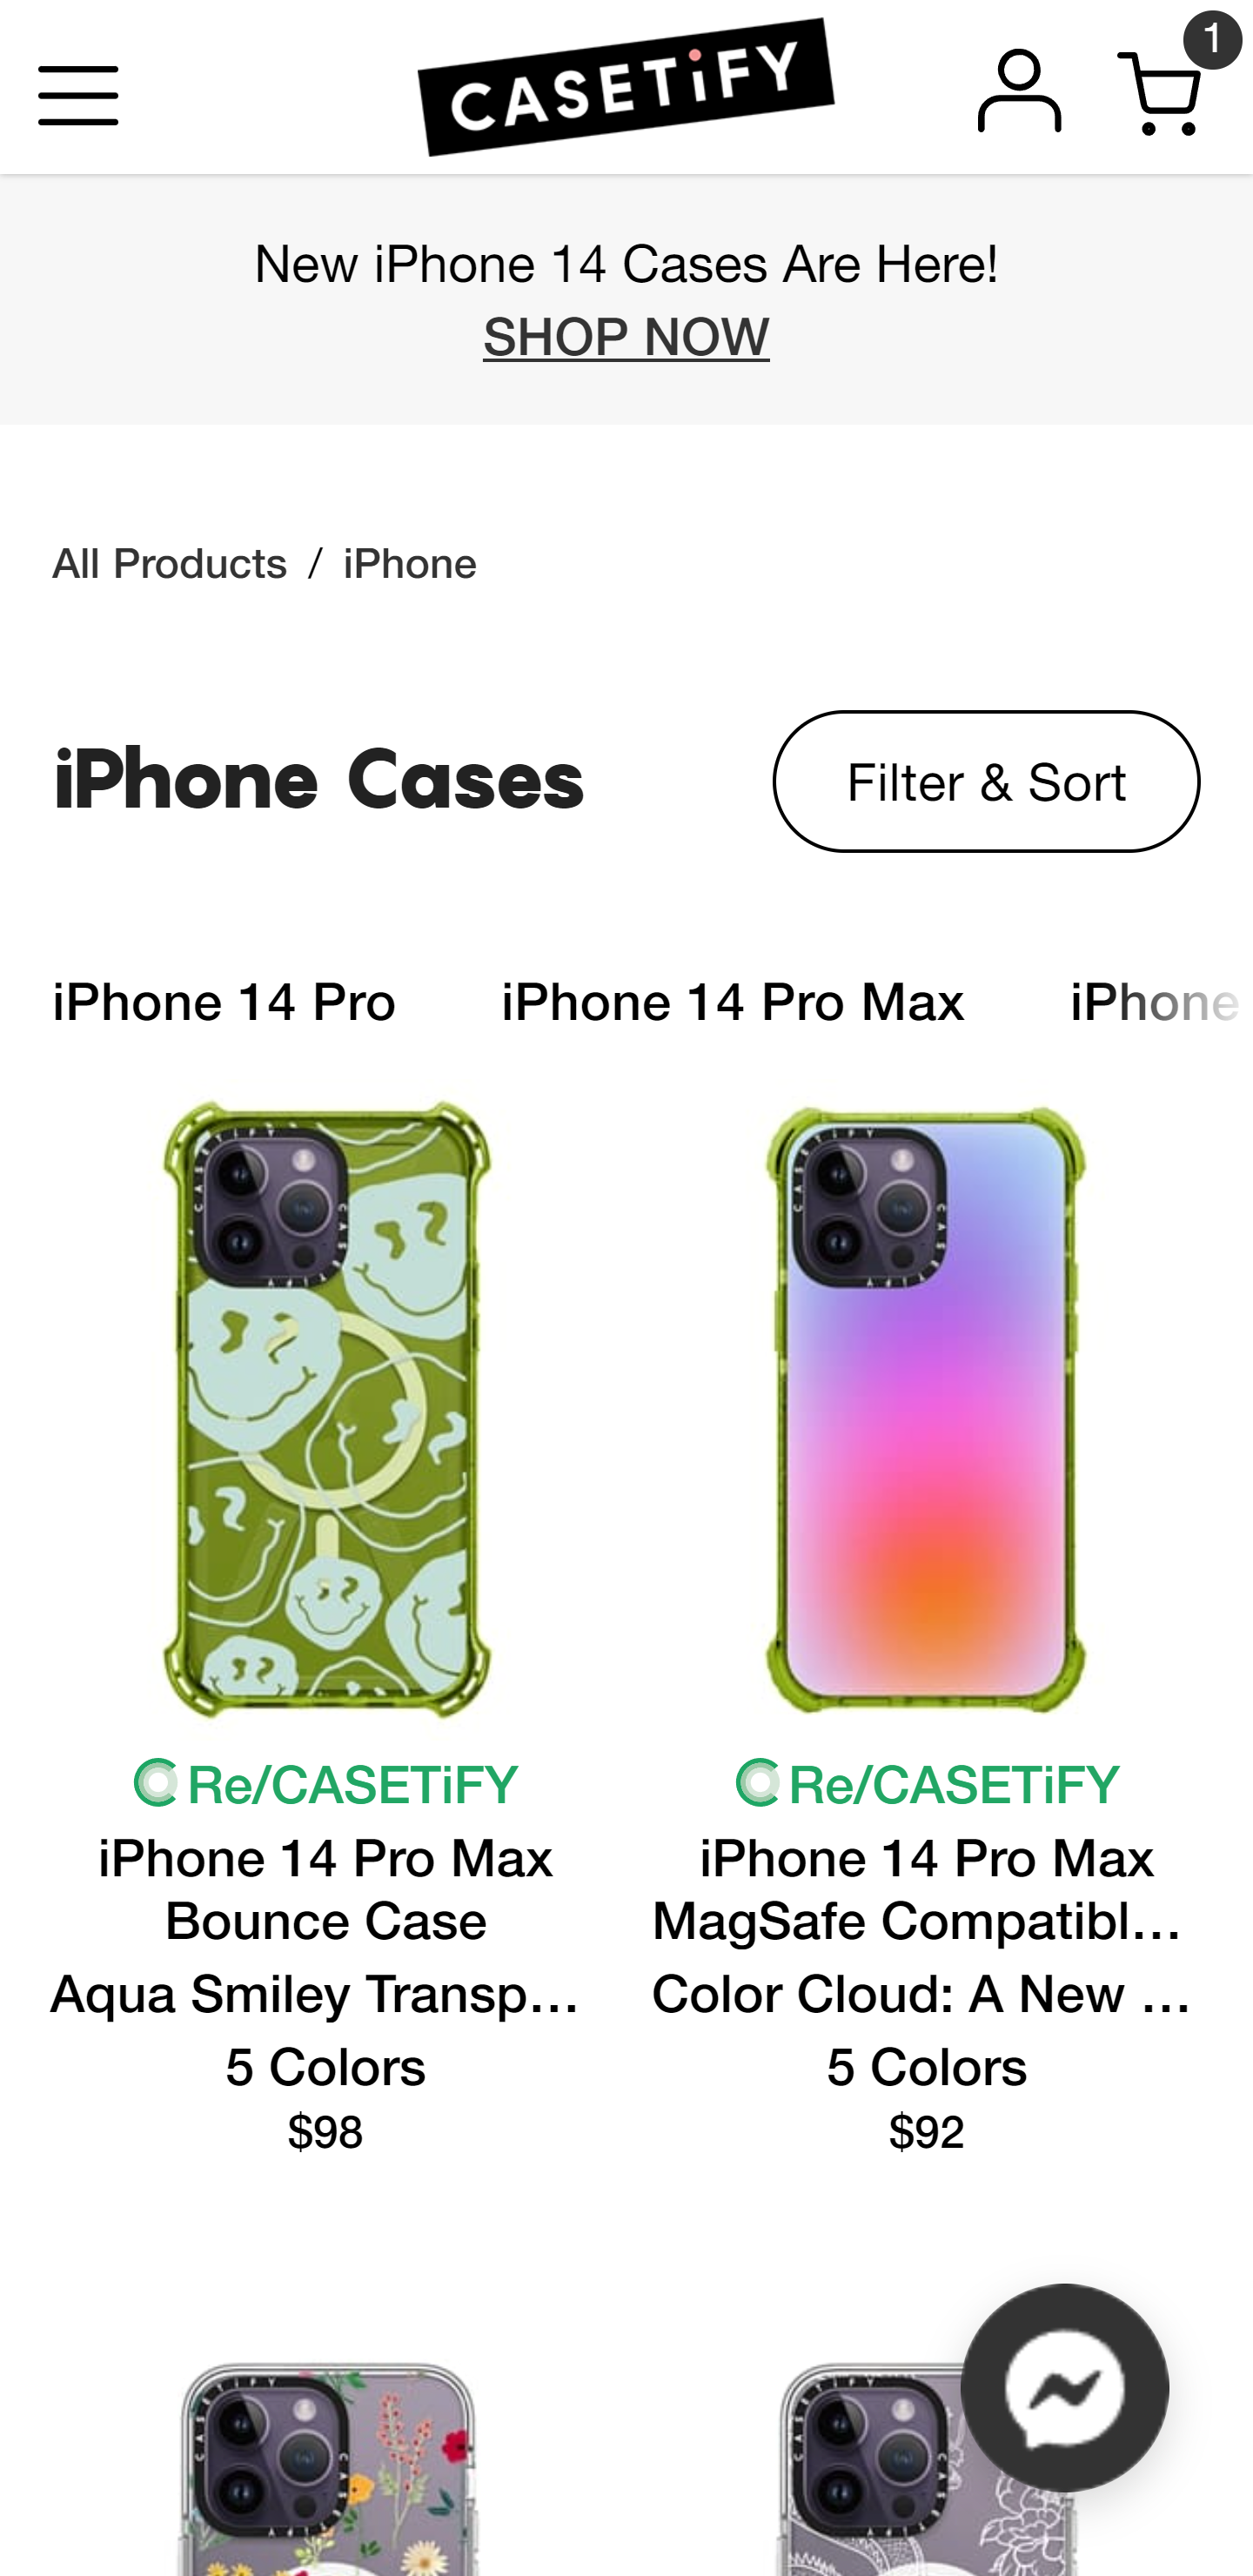 CASETiFY
1
New iPhone 14 Cases Are Here!
SHOP NOW
All Products / iPhone
iPhone Cases
Filter & Sort
iPhone 14 Pro
iPhone 14 Pro Max
iPhone
Re/CASETiFY
iPhone 14 Pro Max
Bounce Case
Aqua Smiley Transp...
5 Colors
$98
Re/CASETiFY
iPhone 14 Pro Max
MagSafe Compatibl...
Color Cloud: A New ...
5 Colors
$92